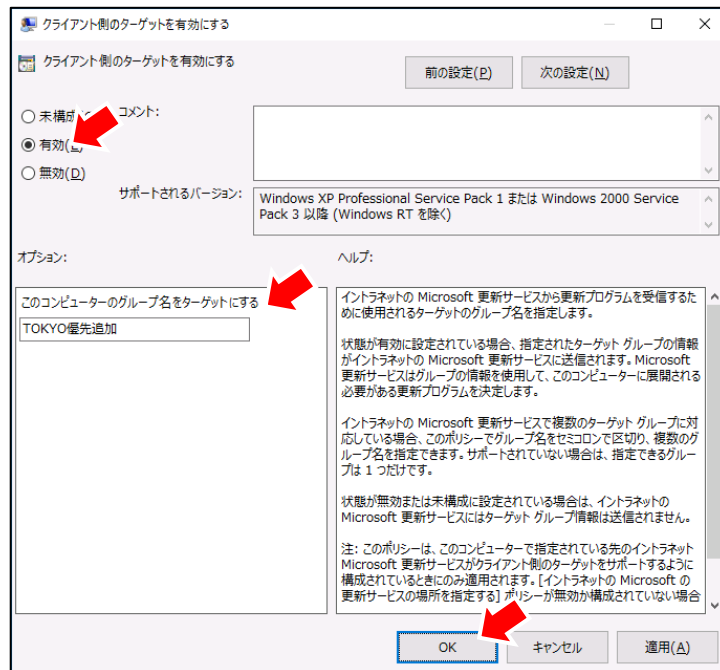 クライアント側のターゲットを有効にする
クライアント側のターゲットを有効にする
前の設定(P)
次の設定(N)
未構成
コメント:
有効(
無効(D)
サポートされるバージョン:
Windows XP Professional Service Pack 1 または Windows 2000 Service
Pack 3 以降 (Windows RT を除く)
オプション:
ヘルプ:
このコンピューターのグループ名をターゲットにする
TOKYO優先追加
イントラネットの Microsoft 更新サービスから更新プログラムを受信するた
めに使用されるターゲットのグループ名を指定します。
状態が有効に設定されている場合、指定されたターゲット グループの情報
がイントラネットの Microsoft 更新サービスに送信されます。Microsoft
更新サービスはグループの情報を使用して、このコンピューターに展開される
必要がある更新プログラムを決定します。
イントラネットの Microsoft 更新サービスで複数のターゲット グループに対
応している場合、このポリシーでグループ名をセミコロンで区切り、複数のグ
ループ名を指定できます。サポートされていない場合は、指定できるグルー
プは 1 つだけです。
状態が無効または未構成に設定されている場合は、イントラネットの
Microsoft 更新サービスにはターゲット グループ情報は送信されません。
注: このポリシーは、このコンピューターで指定されている先のイントラネット
Microsoft 更新サービスがクライアント側のターゲットをサポートするように
構成されているときにのみ適用されます。[イントラネットの Microsoft の
更新サービスの場所を指定する] ポリシーが無効か構成されていない場合
OK
キャンセル
適用(A)